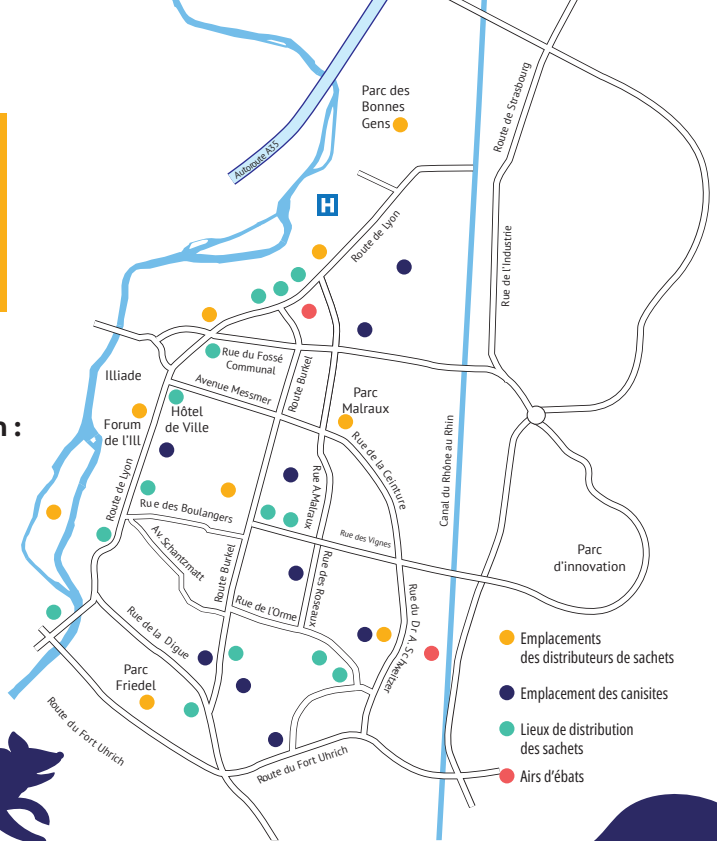 Parc des
Bonnes
Gens
Autoroute A35
Route de Strasbourg
H
Route de Lyon
Rue de l'Industrie
Rue du Fossé
Communal
Illiade
Avenue Messmer
Route Burkel
Parc
Malraux
Forum
de l'Ill
Hôtel
de Ville
n :
Rue de la Ceinture
Canal du Rhône au Rhin
Route de Lyon
Rue A.Malraux
Rue des Boulangers
Rue des Vignes
Av. Schantzmatt
Route Burkel
Rue des Roseaux
Parc
d'innovation
Rue de l'Orme
Rue du Dr A. Schweitzer
Rue de la Digue
Parc
Friedel
Route du Fort Uhrich
Route du Fort Uhrich
Emplacements
des distributeurs de sachets
Emplacement des canisites
Lieux de distribution
des sachets
Airs d'ébats